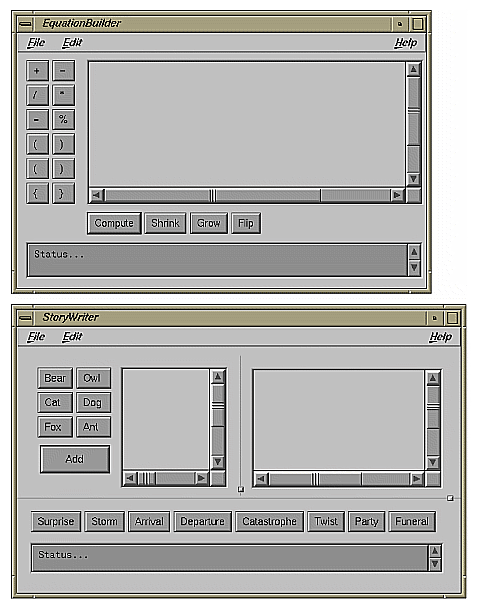 EquationBuilder
File Edit Help
+ -
/ *
- %
( )
( )
{ }
Compute Shrink Grow Flip
Status...
StoryWriter
File Edit Help
Bear Owl
Cat Dog
Fox Ant
Add
Surprise Storm Arrival Departure Catastrophe Twist Party Funeral
Status...